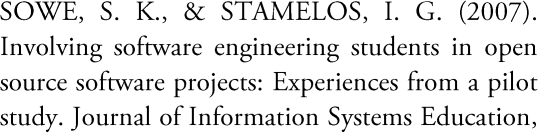 SOWE, S. K., & STAMELOS, I. G. (2007).
Involving software engineering students in open
source software projects: Experiences from a pilot
study. Journal of Information Systems Education,